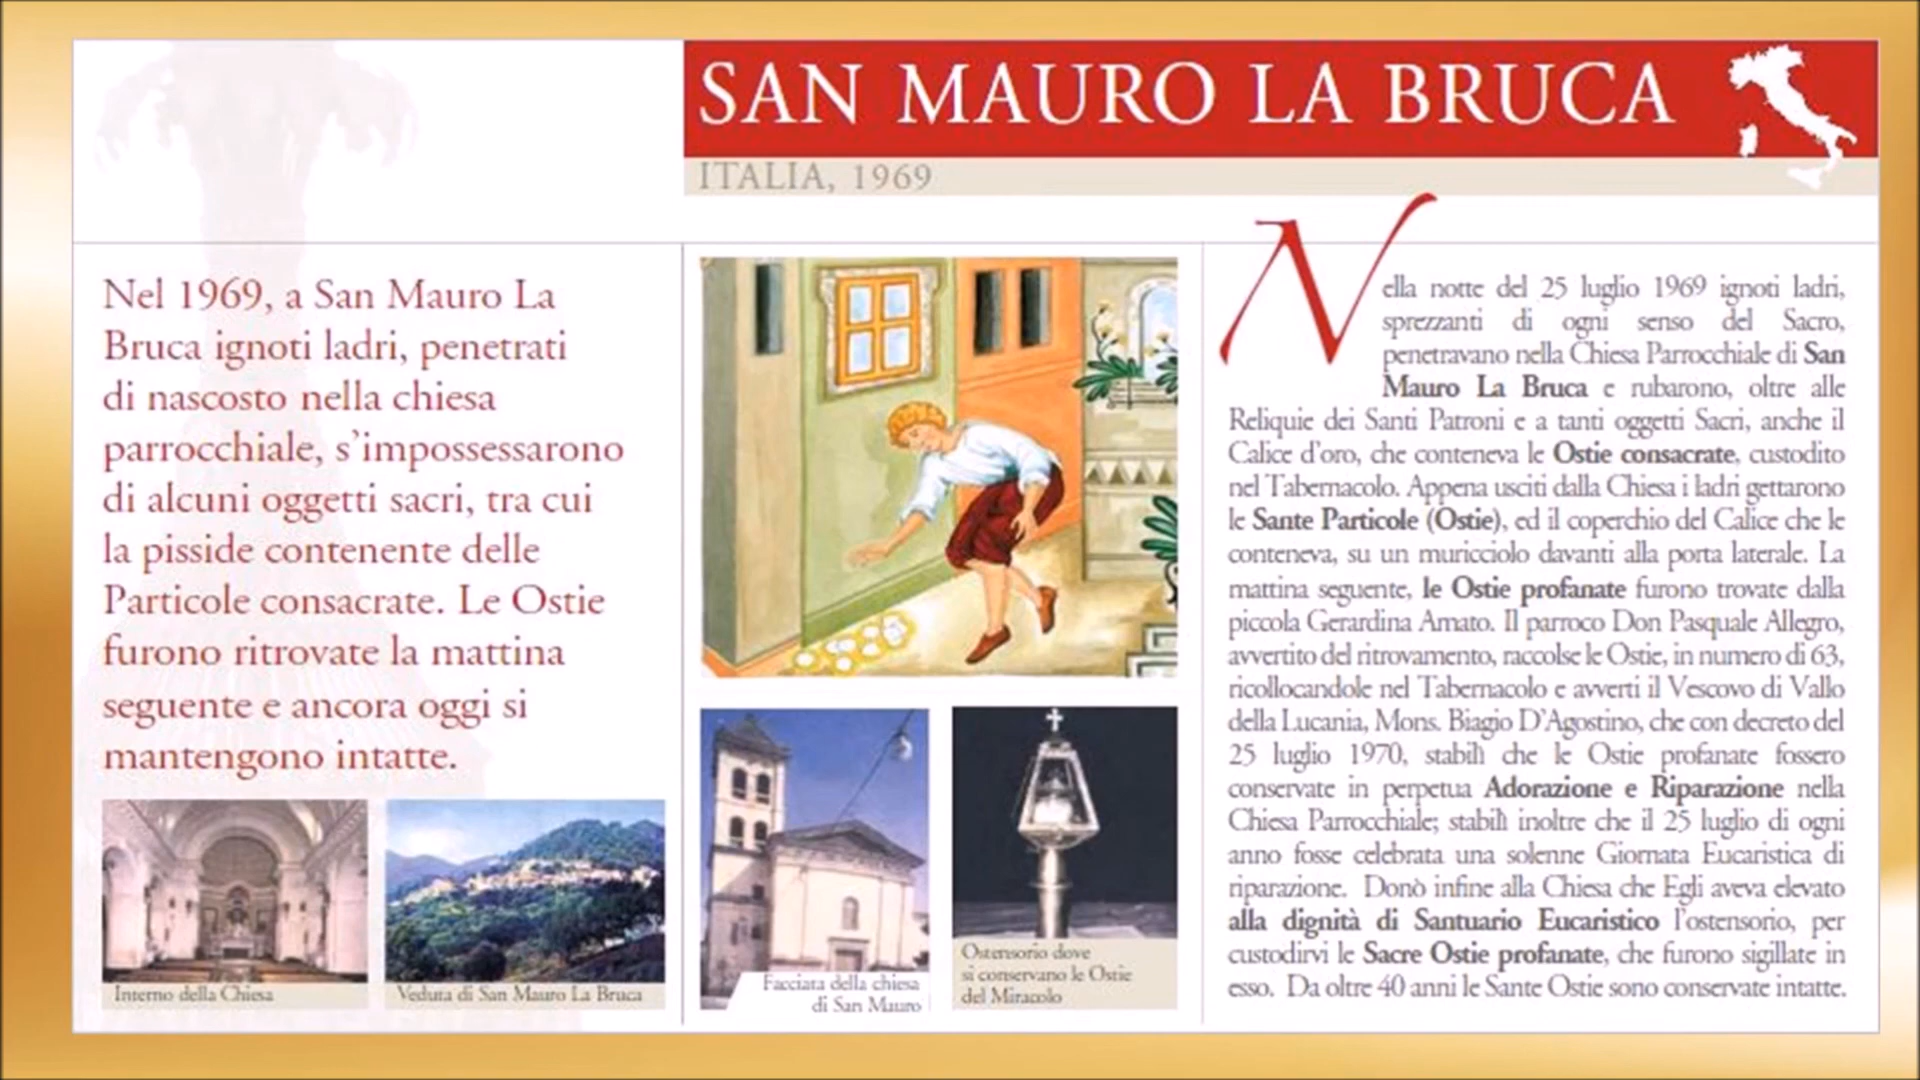 SAN MAURO LA BRUCA
ITALIA, 1969
Nel 1969, a San Mauro La
Bruca ignoti ladri, penetrati
di nascosto nella chiesa
parrocchiale, s'impossessarono
di alcuni oggetti sacri, tra cui
la pisside contenente delle
Particole consacrate. Le Ostie
furono ritrovate la mattina
seguente e ancora oggi si
mantengono intatte.
Interno della Chiesa
Veduta di San Mauro La Bruca
Facciata della chiesa
di San Mauro
Ostensorio dove
si conservano le Ostie
del Miracolo
Nella notte del 25 luglio 1969 ignoti ladri,
sprezzanti di ogni senso del Sacro,
penetravano nella Chiesa Parrocchiale di San
Mauro La Bruca e rubarono, oltre alle
Reliquie dei Santi Patroni e a tanti oggetti Sacri, anche il
Calice d'oro, che conteneva le Ostie consacrate, custodito
nel Tabernacolo. Appena usciti dalla Chiesa i ladri gettarono
le Sante Particole (Ostie), ed il coperchio del Calice che le
conteneva, su un muricciolo davanti alla porta laterale. La
mattina seguente, le Ostie profanate furono trovate dalla
piccola Gerardina Amato. Il parroco Don Pasquale Allegro,
avvertito del ritrovamento, raccolse le Ostie, in numero di 63,
ricollocandole nel Tabernacolo e avvertì il Vescovo di Vallo
della Lucania, Mons. Biagio D'Agostino, che con decreto del
25 luglio 1970, stabilì che le Ostie profanate fossero
conservate in perpetua Adorazione e Riparazione nella
Chiesa Parrocchiale; stabilì inoltre che il 25 luglio di ogni
anno fosse celebrata una solenne Giornata Eucaristica di
riparazione. Donò infine alla Chiesa che Egli aveva elevato
alla dignità di Santuario Eucaristico l'ostensorio, per
custodirvi le Sacre Ostie profanate, che furono sigillate in
esso. Da oltre 40 anni le Sante Ostie sono conservate intatte.